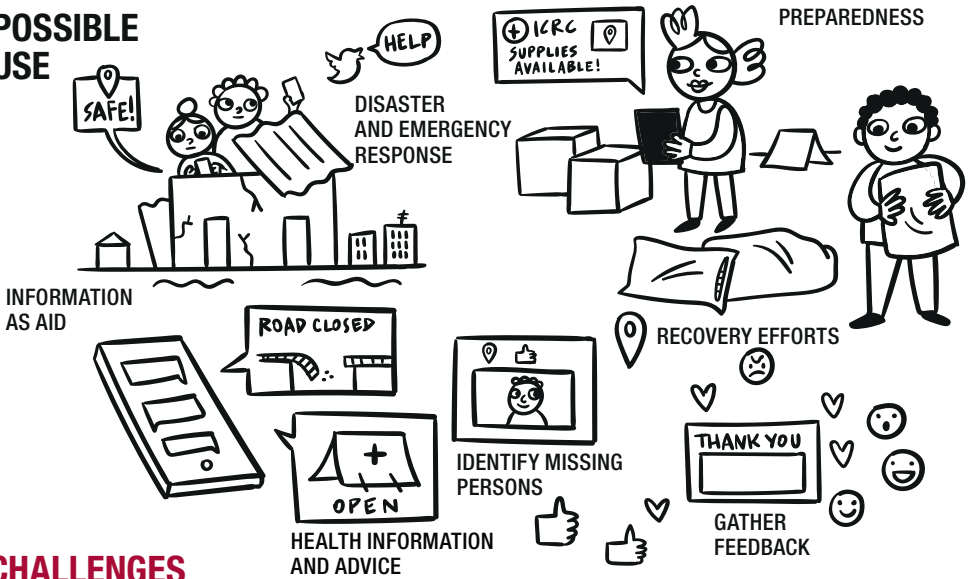 POSSIBLE
USE
SAFE!
HELP
DISASTER
AND EMERGENCY
RESPONSE
ICRC
SUPPLIES
AVAILABLE!
PREPAREDNESS
INFORMATION
AS AID
ROAD CLOSED
OPEN
HEALTH INFORMATION
AND ADVICE
IDENTIFY MISSING
PERSONS
RECOVERY EFFORTS
THANK YOU
GATHER
FEEDBACK
CHALLENGES